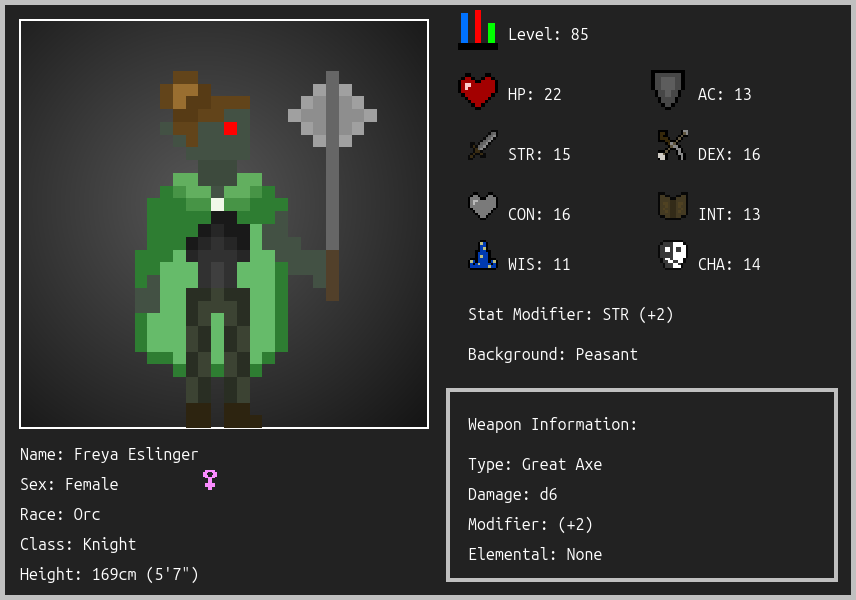 Level: 85
HP: 22
AC: 13
STR: 15
DEX: 16
CON: 16
INT: 13
WIS: 11
CHA: 14
Stat Modifier: STR (+2)
Background: Peasant
Weapon Information:
Type: Great Axe
Damage: d6
Modifier: (+2)
Elemental: None
Name: Freya Eslinger
Sex: Female
Race: Orc
Class: Knight
Height: 169cm (5'7")